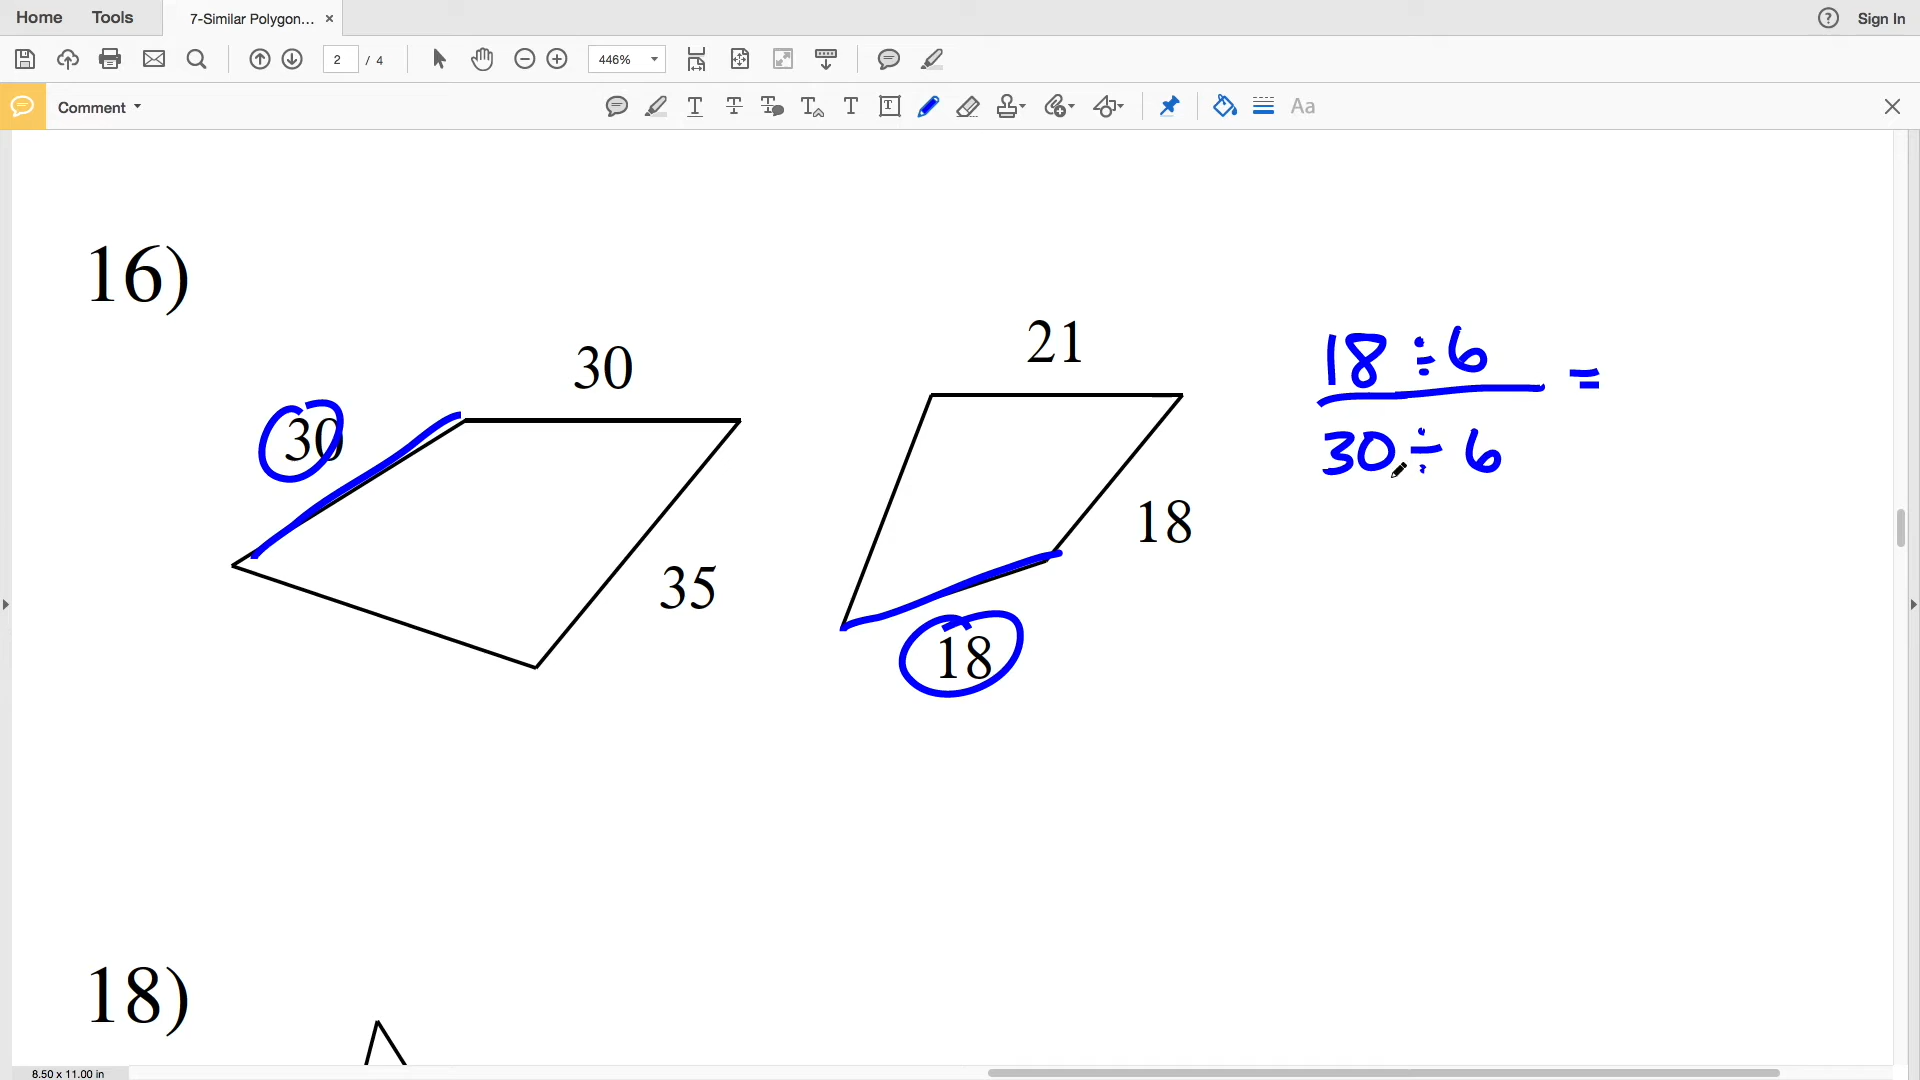 Home Tools 7-Similar Polygon... × ? Sign In
2 / 4 446%
Comment Aa
16)
30
30
35
21
18
18
18 ÷ 6 =
30 ÷ 6
18)
8.50 x 11.00 in